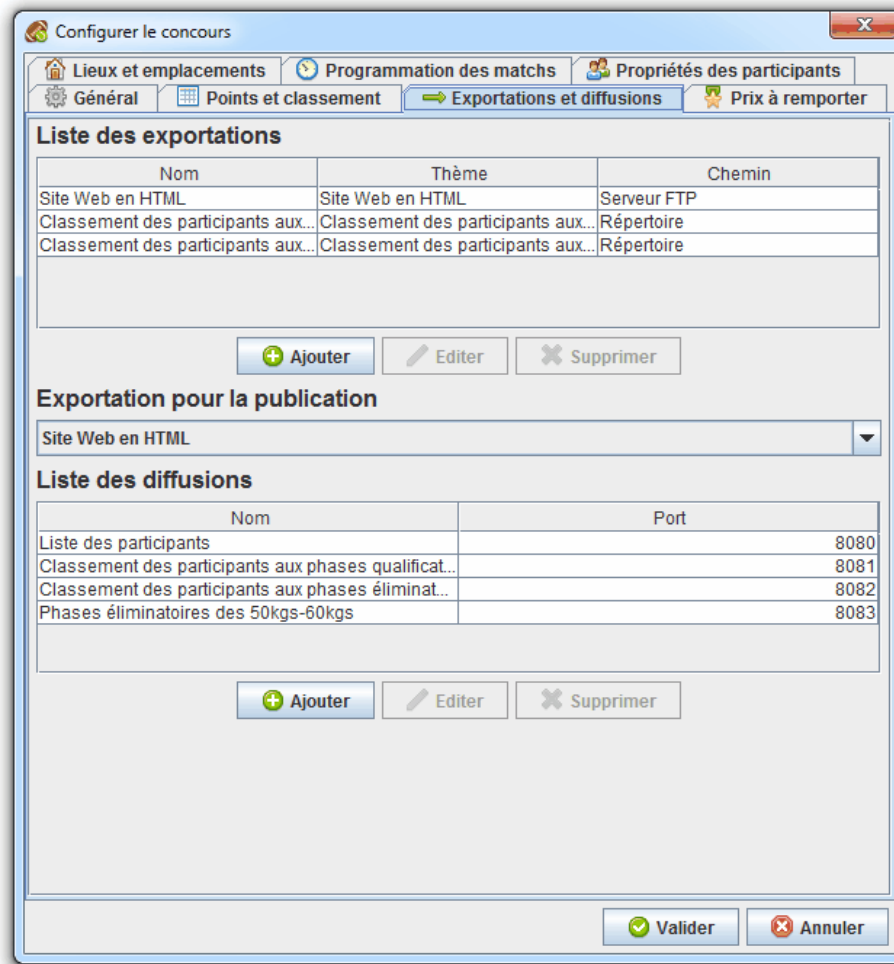 Configurer le concours
Lieux et emplacements Programmation des matchs Propriétés des participants
Général Points et classement Exportations et diffusions Prix à remporter
Liste des exportations
Nom Thème Chemin
Site Web en HTML Site Web en HTML Serveur FTP
Classement des participants aux... Classement des participants aux... Répertoire
Classement des participants aux... Classement des participants aux... Répertoire
Ajouter Editer Supprimer
Exportation pour la publication
Site Web en HTML
Liste des diffusions
Nom Port
Liste des participants 8080
Classement des participants aux phases qualificat... 8081
Classement des participants aux phases éliminat... 8082
Phases éliminatoires des 50kgs-60kgs 8083
Ajouter Editer Supprimer
Valider Annuler